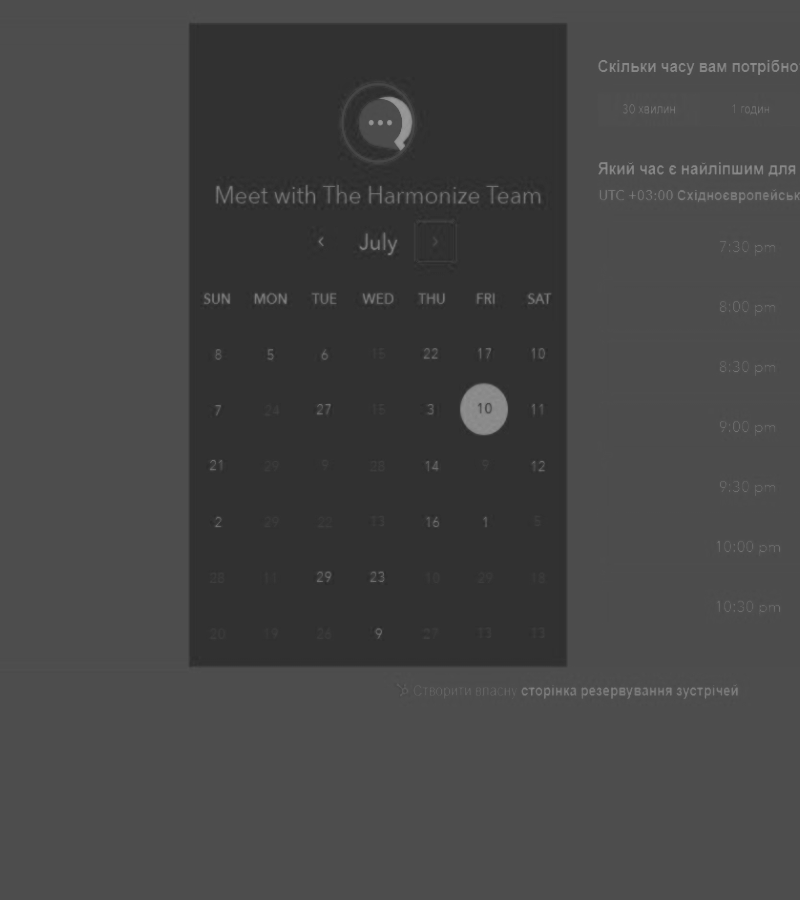 Meet with The Harmonize Team
July
SUN MON TUE WED THU FRI SAT
8 5 6 15 22 17 10
7 24 27 15 3 10 11
21 29 9 28 14 9 12
2 29 22 13 16 1 5
28 11 29 23 10 29 18
20 19 26 9 27 13 13
Скільки часу вам потрібно
30 хвилин 1 годин
Який час є найліпшим для
UTC +03:00 Східноєвропейськ
7:30 pm
8:00 pm
8:30 pm
9:00 pm
9:30 pm
10:00 pm
10:30 pm
Створити власну сторінка резервування зустрічей